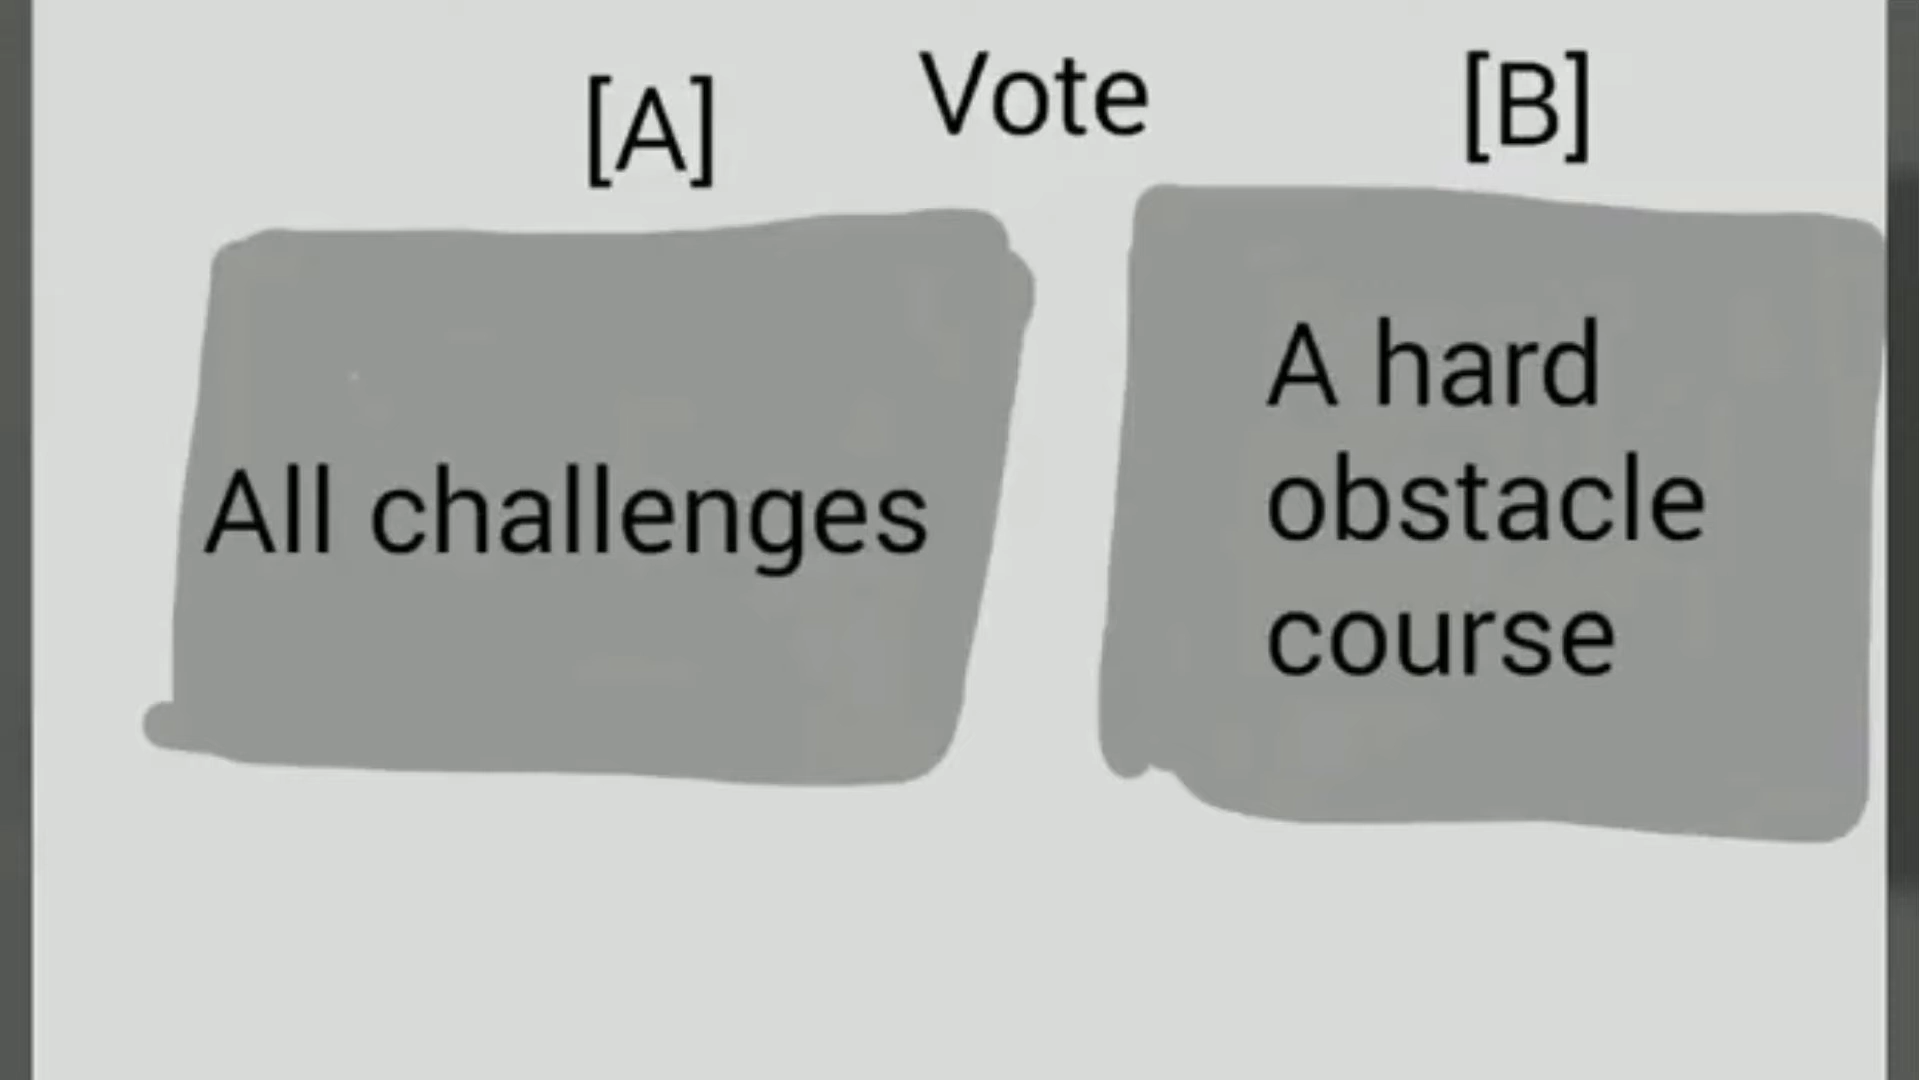 [A]
Vote
[B]
All challenges
A hard
obstacle
course